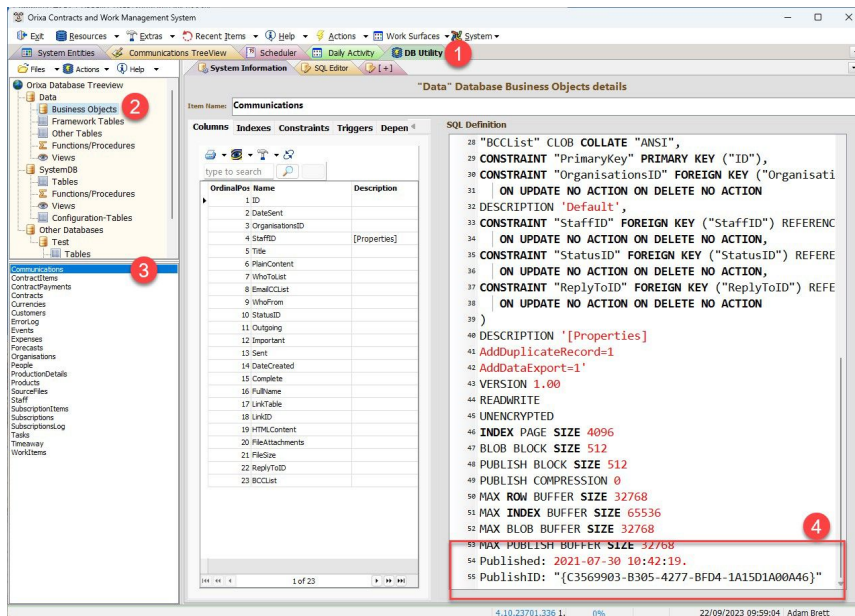 Orixa Contracts and Work Management System
Exit Resources Extras Recent Items Help Actions Work Surfaces System
System Entities Communications TreeView Scheduler Daily Activity DB Utility 1
Files Actions Help
System Information SQL Editor [+]
Orixa Database Treeview
Data
Business Objects 2
Framework Tables
Other Tables
Functions/Procedures
Views
SystemDB
Tables
Functions/Procedures
Views
Configuration-Tables
Other Databases
Test
Tables
Communications 3
ContractItems
ContractPayments
Contracts
Currencies
Customers
ErrorLog
Events
Expenses
Forecasts
Organisations
People
ProductionDetails
Products
SourceFiles
Staff
SubscriptionItems
Subscriptions
SubscriptionsLog
Tasks
Timeaway
WorkItems
"Data" Database Business Objects details
Item Name: Communications
Columns Indexes Constraints Triggers Depen
type to search
OrdinalPos Name Description
1 ID
2 DateSent
3 OrganisationsID
4 StaffID [Properties]
5 Title
6 PlainContent
7 WhoToList
8 EmailCCList
9 WhoFrom
10 StatusID
11 Outgoing
12 Important
13 Sent
14 DateCreated
15 Complete
16 FullName
17 LinkTable
18 LinkID
19 HTMLContent
20 FileAttachments
21 FileSize
22 ReplyToID
23 BCCList
1 of 23
SQL Definition
28 "BCCList" CLOB COLLATE "ANSI",
29 CONSTRAINT "PrimaryKey" PRIMARY KEY ("ID"),
30 CONSTRAINT "OrganisationsID" FOREIGN KEY ("Organisati
31 ON UPDATE NO ACTION ON DELETE NO ACTION
32 DESCRIPTION 'Default',
33 CONSTRAINT "StaffID" FOREIGN KEY ("StaffID") REFERENC
34 ON UPDATE NO ACTION ON DELETE NO ACTION,
35 CONSTRAINT "StatusID" FOREIGN KEY ("StatusID") REFERE
36 ON UPDATE NO ACTION ON DELETE NO ACTION,
37 CONSTRAINT "ReplyToID" FOREIGN KEY ("ReplyToID") REFE
38 ON UPDATE NO ACTION ON DELETE NO ACTION
39 )
40 DESCRIPTION '[Properties]
41 AddDuplicateRecord=1
42 AddDataExport=1'
43 VERSION 1.00
44 READWRITE
45 UNENCRYPTED
46 INDEX PAGE SIZE 4096
47 BLOB BLOCK SIZE 512
48 PUBLISH BLOCK SIZE 512
49 PUBLISH COMPRESSION 0
50 MAX ROW BUFFER SIZE 32768
51 MAX INDEX BUFFER SIZE 65536
52 MAX BLOB BUFFER SIZE 32768
53 MAX PUBLISH BUFFER SIZE 32768
4
54 Published: 2021-07-30 10:42:19.
55 PublishID: "{C3569903-B305-4277-BFD4-1A15D1A00A46}"
4.10.23701.336 1. 0% 22/09/2023 09:59:04 Adam Brett